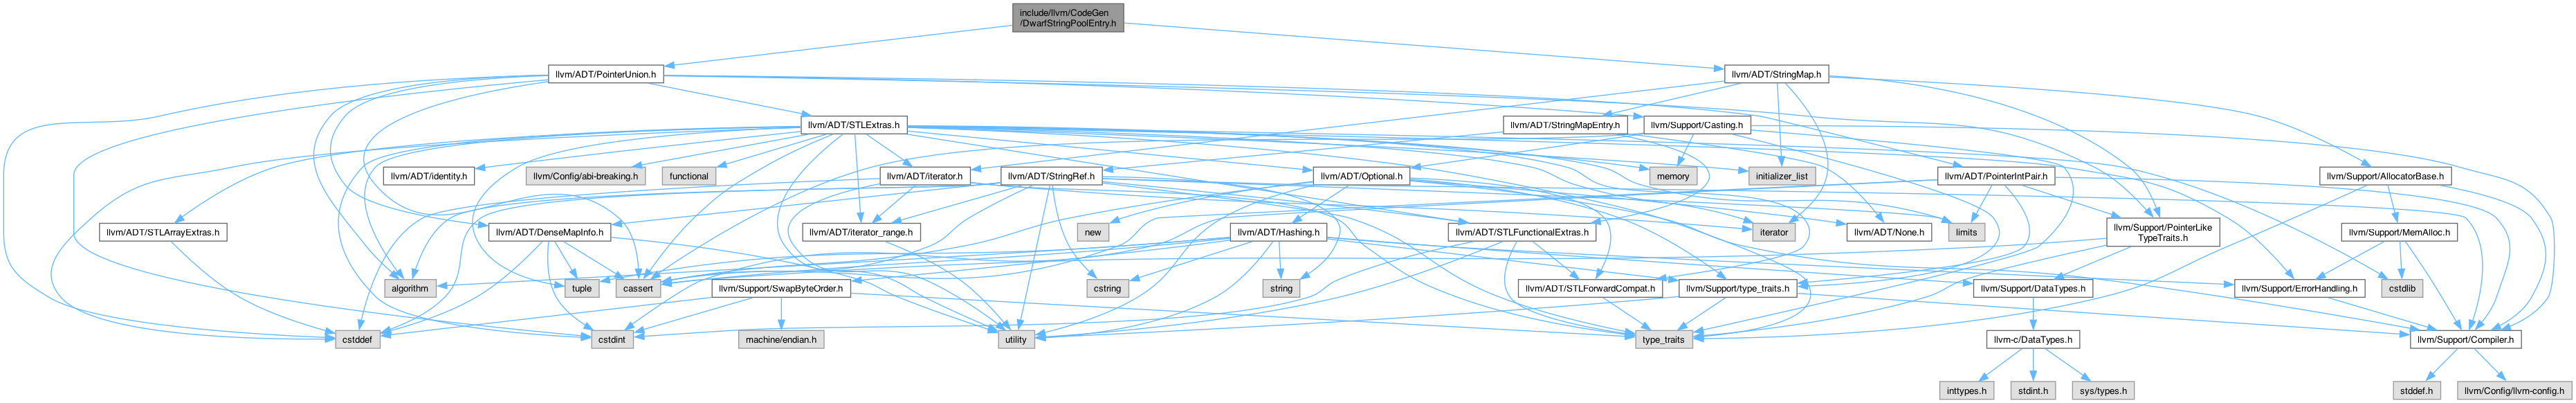 include/llvm/CodeGen
/DwarfStringPoolEntry.h
llvm/ADT/PointerUnion.h
llvm/ADT/StringMap.h
llvm/ADT/STLExtras.h
llvm/ADT/StringMapEntry.h
llvm/Support/Casting.h
llvm/ADT/identity.h
llvm/Config/abi-breaking.h
functional
llvm/ADT/iterator.h
llvm/ADT/StringRef.h
llvm/ADT/Optional.h
memory
initializer_list
llvm/ADT/PointerIntPair.h
llvm/Support/AllocatorBase.h
llvm/ADT/STLArrayExtras.h
llvm/ADT/DenseMapInfo.h
llvm/ADT/iterator_range.h
new
llvm/ADT/Hashing.h
llvm/ADT/STLFunctionalExtras.h
iterator
llvm/ADT/None.h
limits
llvm/Support/PointerLike
TypeTraits.h
llvm/Support/MemAlloc.h
algorithm
tuple
cassert
llvm/Support/SwapByteOrder.h
cstring
string
llvm/ADT/STLForwardCompat.h
llvm/Support/type_traits.h
llvm/Support/DataTypes.h
llvm/Support/ErrorHandling.h
cstdlib
cstddef
cstdint
machine/endian.h
utility
type_traits
llvm-c/DataTypes.h
llvm/Support/Compiler.h
inttypes.h
stdint.h
sys/types.h
stddef.h
llvm/Config/llvm-config.h